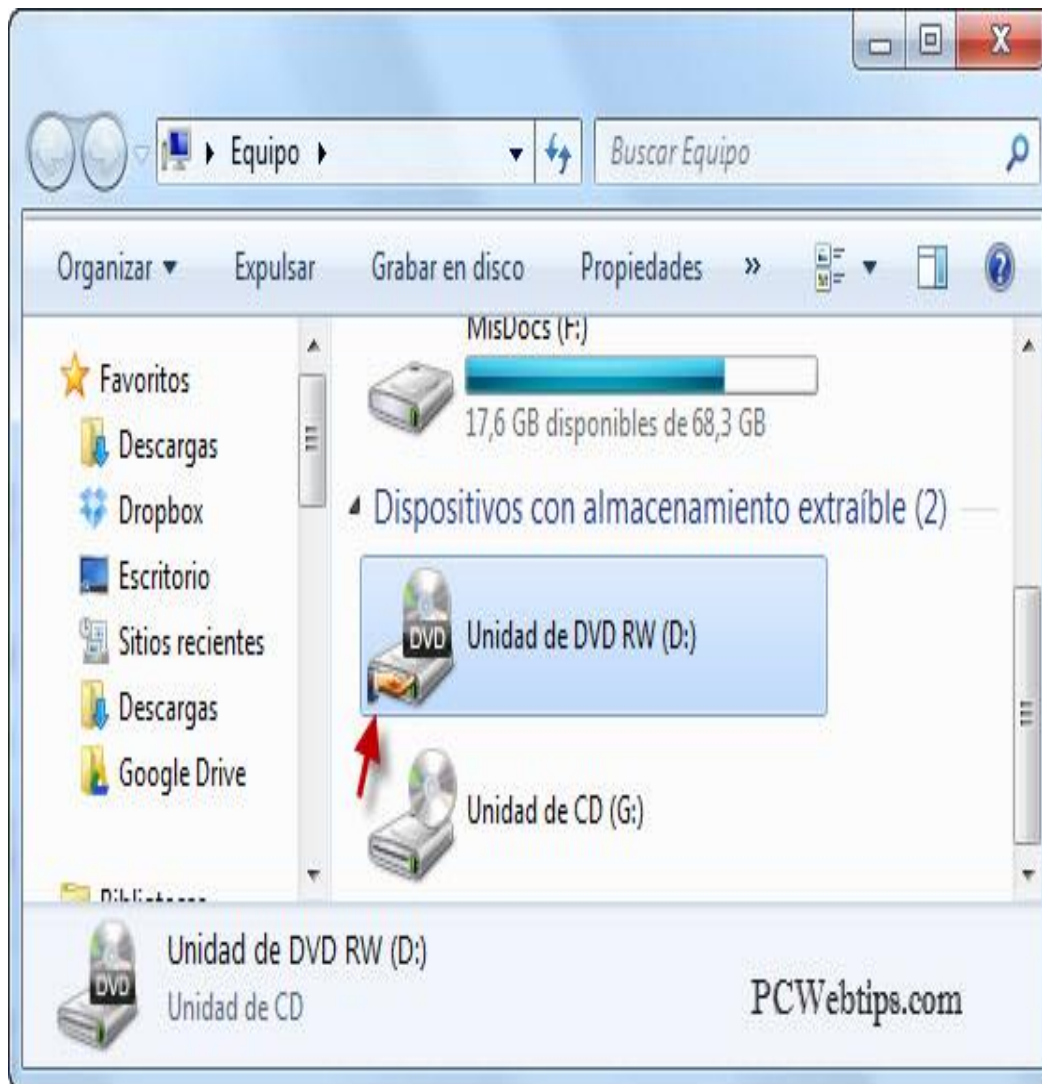 Equipo
Buscar Equipo
Organizar Expulsar Grabar en disco Propiedades »
Favoritos
Descargas
Dropbox
Escritorio
Sitios recientes
Descargas
Google Drive
Bibliotecas
MisDocs (F:)
17,6 GB disponibles de 68,3 GB
Dispositivos con almacenamiento extraíble (2)
DVD
Unidad de DVD RW (D:)
Unidad de CD (G:)
DVD
Unidad de DVD RW (D:)
Unidad de CD
PCWebtips.com